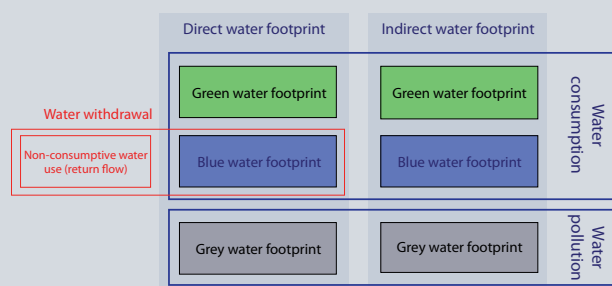 Direct water footprint
Indirect water footprint
Green water footprint
Green water footprint
Water
consumption
Water withdrawal
Non-consumptive water
use (return flow)
Blue water footprint
Blue water footprint
Grey water footprint
Grey water footprint
Water
pollution